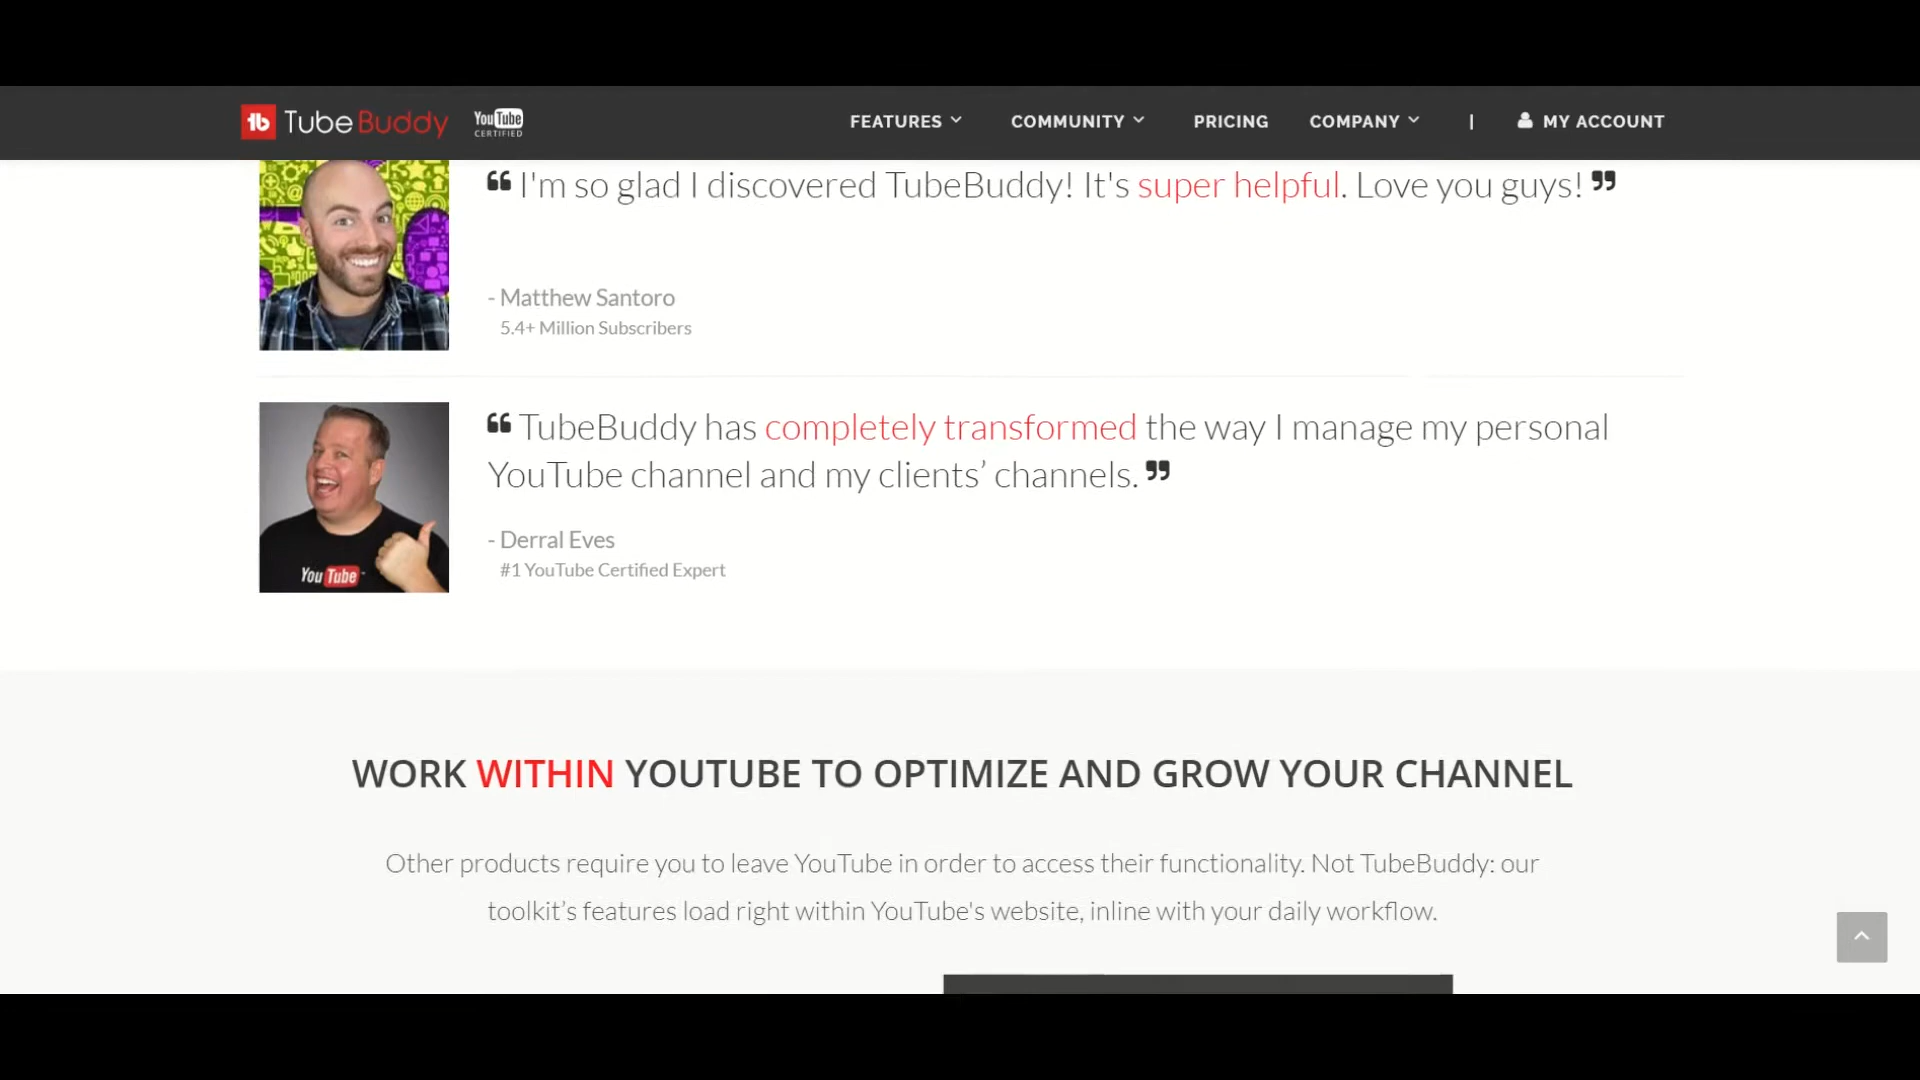 TubeBuddy YouTube CERTIFIED FEATURES COMMUNITY PRICING COMPANY | MY ACCOUNT
❝ I'm so glad I discovered TubeBuddy! It's super helpful. Love you guys! ❞
- Matthew Santoro
5.4+ Million Subscribers
❝ TubeBuddy has completely transformed the way I manage my personal
YouTube channel and my clients’ channels. ❞
YouTube
- Derral Eves
#1 YouTube Certified Expert
WORK WITHIN YOUTUBE TO OPTIMIZE AND GROW YOUR CHANNEL
Other products require you to leave YouTube in order to access their functionality. Not TubeBuddy: our
toolkit’s features load right within YouTube's website, inline with your daily workflow.